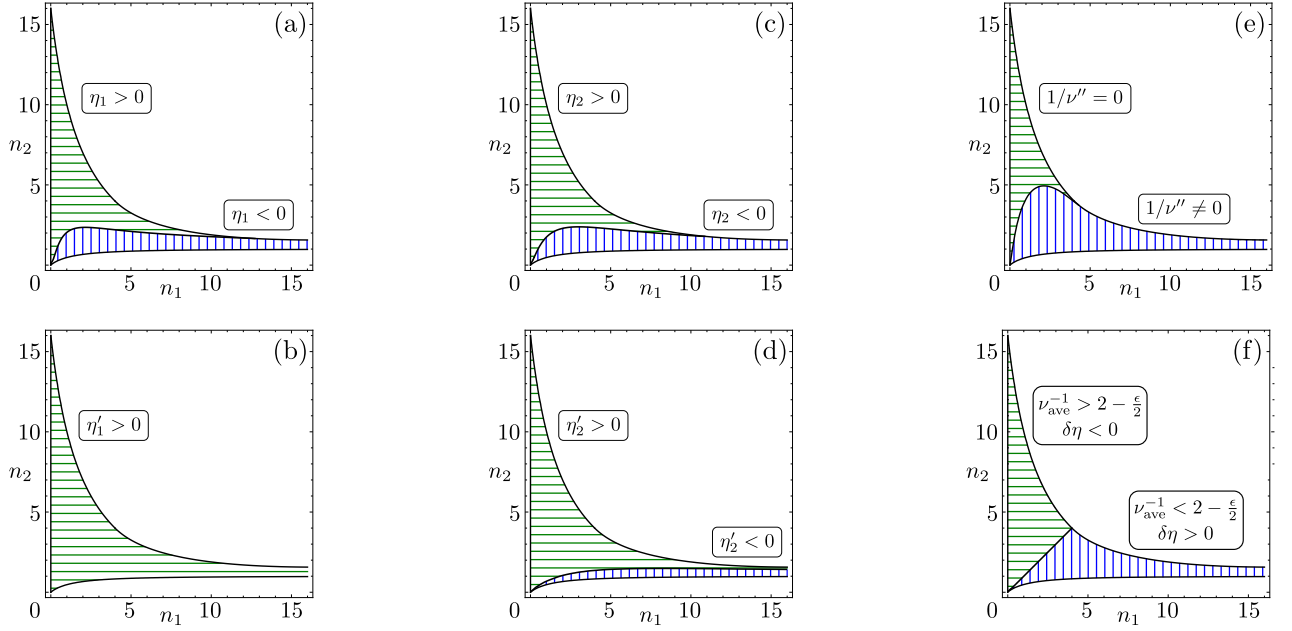 (a)
15
10
n₂
5
0
5
n₁
10
15
η₁ > 0
η₁ < 0
(c)
15
10
n₂
5
0
5
n₁
10
15
η₂ > 0
η₂ < 0
(e)
15
10
n₂
5
0
5
n₁
10
15
1/ν″ = 0
1/ν″ ≠ 0
(b)
15
10
n₂
5
0
5
n₁
10
15
η′₁ > 0
(d)
15
10
n₂
5
0
5
n₁
10
15
η′₂ > 0
η′₂ < 0
(f)
15
10
n₂
5
0
5
n₁
10
15
ν⁻¹ₐᵥₑ > 2 − ϵ/2
δη < 0
ν⁻¹ₐᵥₑ < 2 − ϵ/2
δη > 0